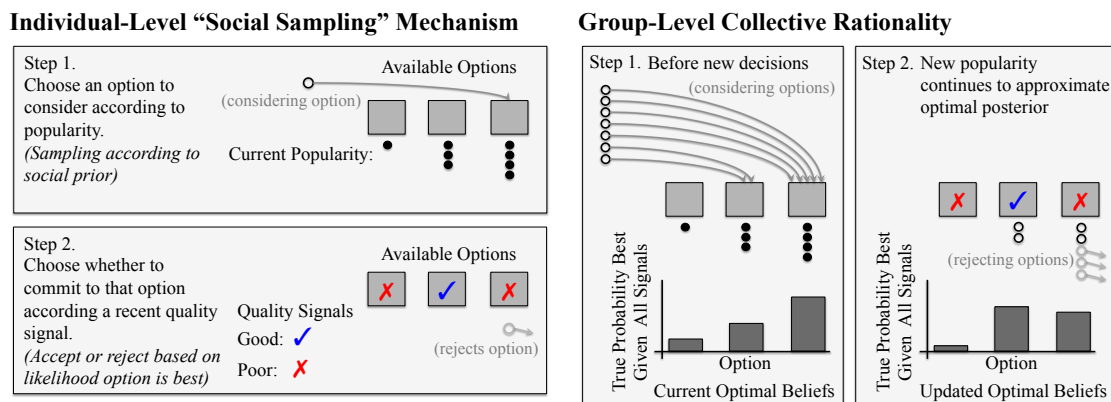 Individual-Level “Social Sampling” Mechanism
Step 1.
Choose an option to
consider according to
popularity.
(Sampling according to
social prior)
Available Options
(considering option)
Current Popularity:
Step 2.
Choose whether to
commit to that option
according a recent quality
signal.
(Accept or reject based on
likelihood option is best)
Available Options
Quality Signals
Good:
Poor:
(rejects option)
Group-Level Collective Rationality
Step 1. Before new decisions
(considering options)
True Probability Best
Given All Signals
Option
Current Optimal Beliefs
Step 2. New popularity
continues to approximate
optimal posterior
(rejecting options)
True Probability Best
Given All Signals
Option
Updated Optimal Beliefs